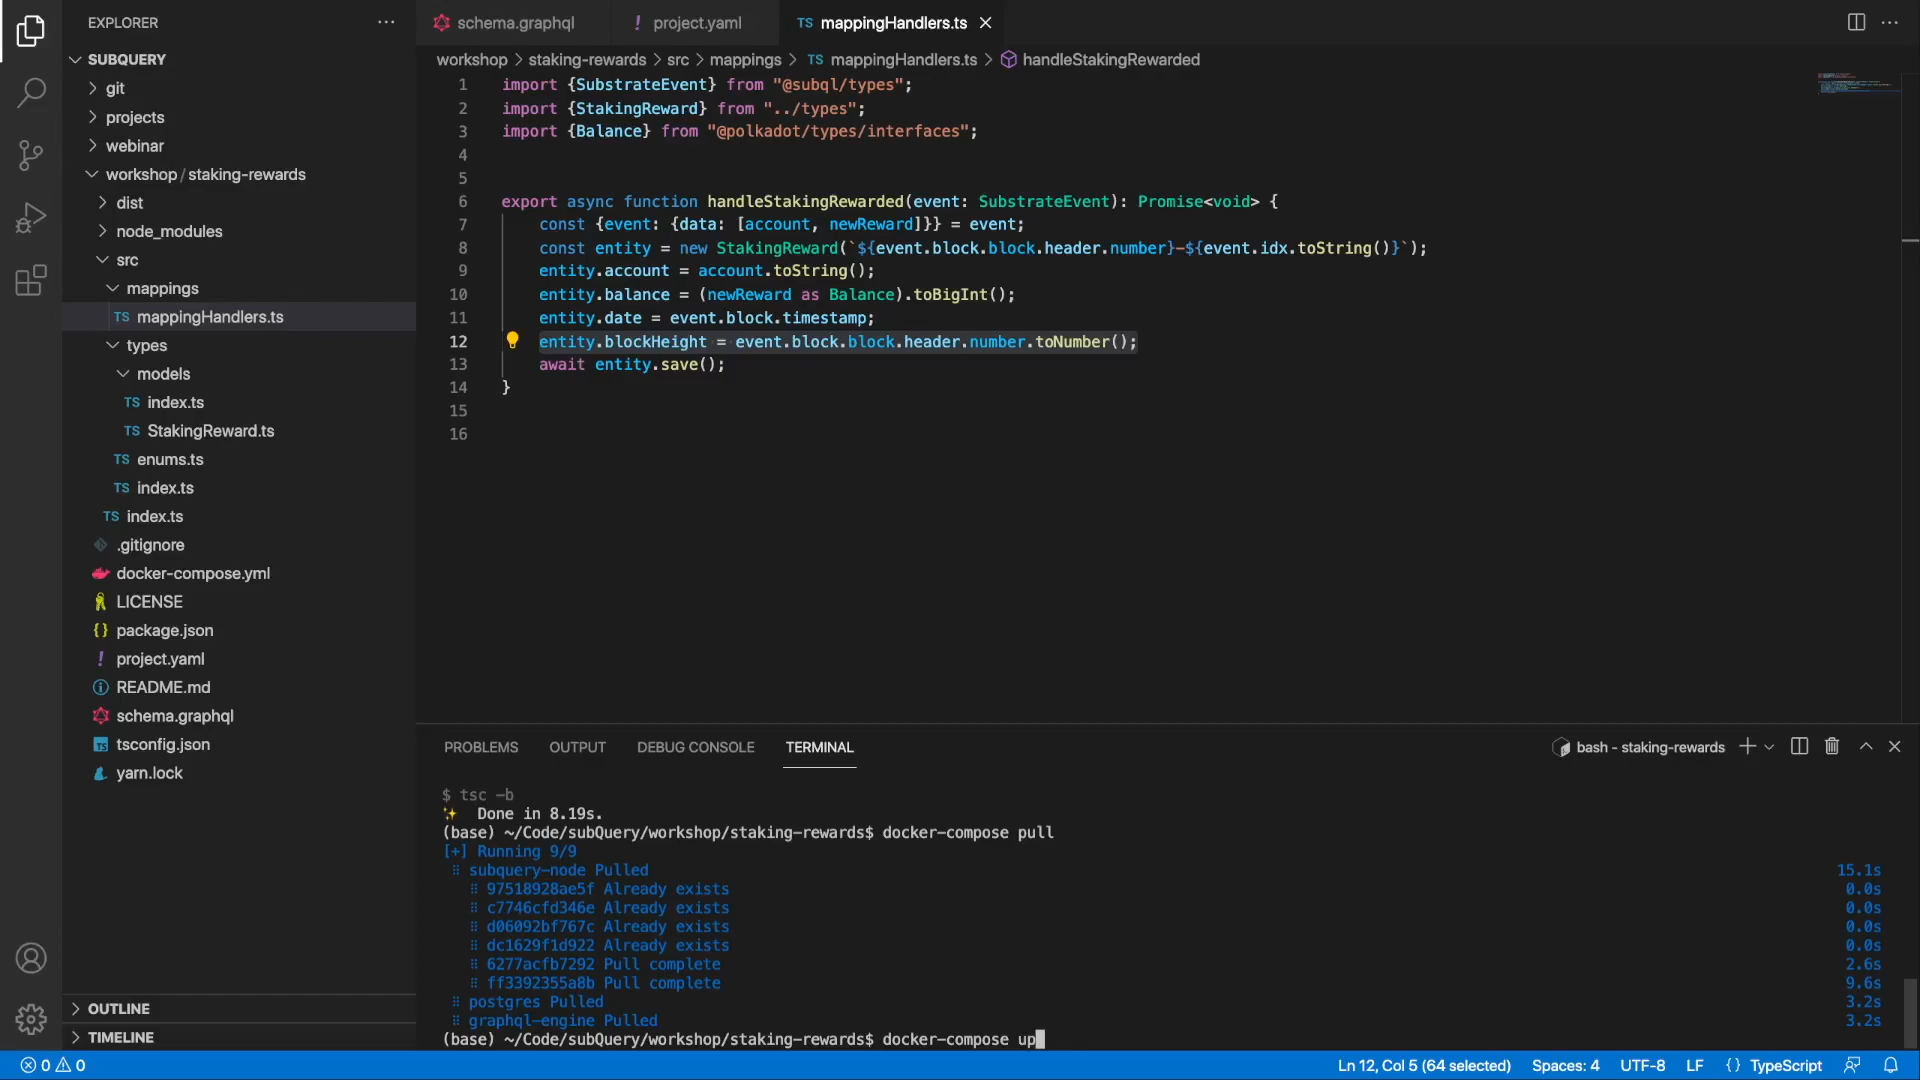 EXPLORER
SUBQUERY
git
projects
webinar
workshop / staking-rewards
dist
node_modules
src
mappings
TS mappingHandlers.ts
types
models
TS index.ts
TS StakingReward.ts
TS enums.ts
TS index.ts
TS index.ts
.gitignore
docker-compose.yml
LICENSE
{} package.json
! project.yaml
README.md
schema.graphql
TS tsconfig.json
yarn.lock
OUTLINE
TIMELINE
schema.graphql
! project.yaml
TS mappingHandlers.ts
workshop > staking-rewards > src > mappings > TS mappingHandlers.ts > handleStakingRewarded
1 import {SubstrateEvent} from "@subql/types";
2 import {StakingReward} from "../types";
3 import {Balance} from "@polkadot/types/interfaces";
4
5
6 export async function handleStakingRewarded(event: SubstrateEvent): Promise<void> {
7 const {event: {data: [account, newReward]}} = event;
8 const entity = new StakingReward(`${event.block.block.header.number}-${event.idx.toString()}`);
9 entity.account = account.toString();
10 entity.balance = (newReward as Balance).toBigInt();
11 entity.date = event.block.timestamp;
12 entity.blockHeight = event.block.block.header.number.toNumber();
13 await entity.save();
14 }
15
16
PROBLEMS OUTPUT DEBUG CONSOLE TERMINAL
bash - staking-rewards
$ tsc -b
✨ Done in 8.19s.
(base) ~/Code/subQuery/workshop/staking-rewards$ docker-compose pull
[+] Running 9/9
⠿ subquery-node Pulled 15.1s
⠿ 97518928ae5f Already exists 0.0s
⠿ c7746cfd346e Already exists 0.0s
⠿ d06092bf767c Already exists 0.0s
⠿ dc1629f1d922 Already exists 0.0s
⠿ 6277acfb7292 Pull complete 2.6s
⠿ ff3392355a8b Pull complete 9.6s
⠿ postgres Pulled 3.2s
⠿ graphql-engine Pulled 3.2s
(base) ~/Code/subQuery/workshop/staking-rewards$ docker-compose up
0 0 Ln 12, Col 5 (64 selected) Spaces: 4 UTF-8 LF {} TypeScript